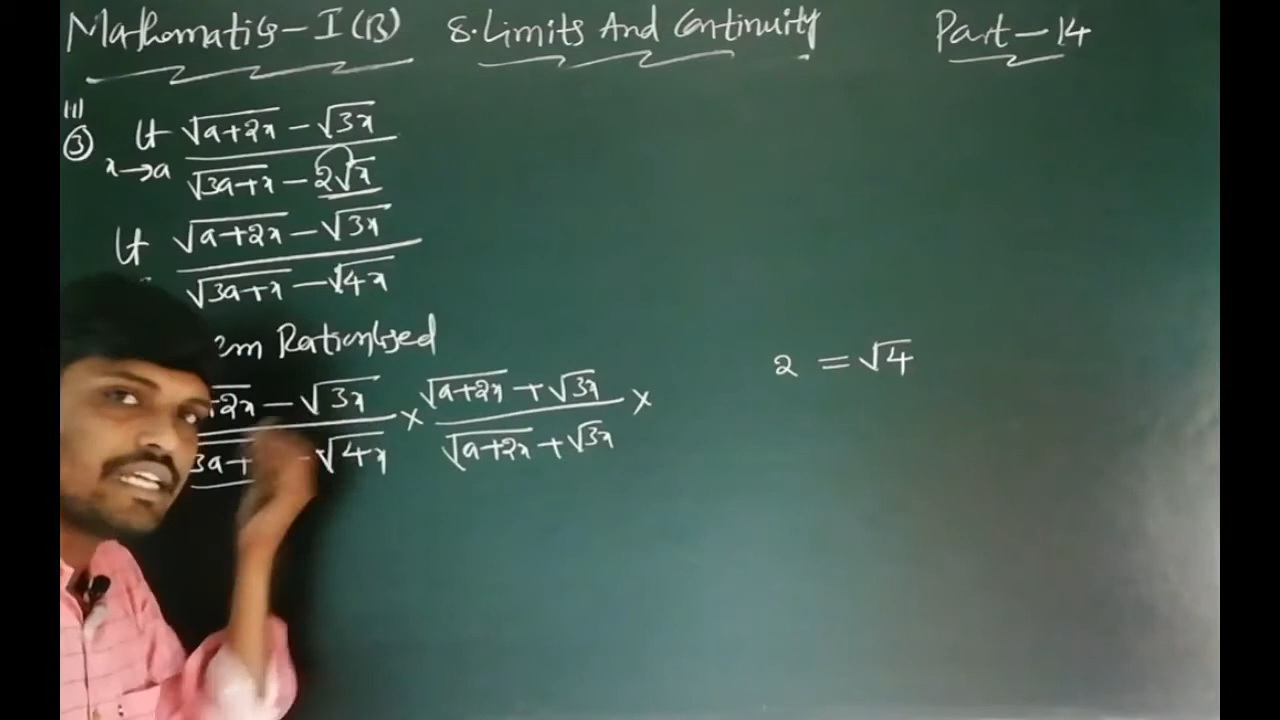 Mathematics-I(B) 8.Limits And Continuity Part-14
III
③ Lt √(a+2x) - √(3x)
x→a √(3a+x) - 2√x
Lt √(a+2x) - √(3x)
√(3a+x) - √(4x)
Rationalised
2 = √4
+2x - √(3x) × √(a+2x) + √(3x) ×
3a+ - √(4x) √(a+2x) + √(3x)